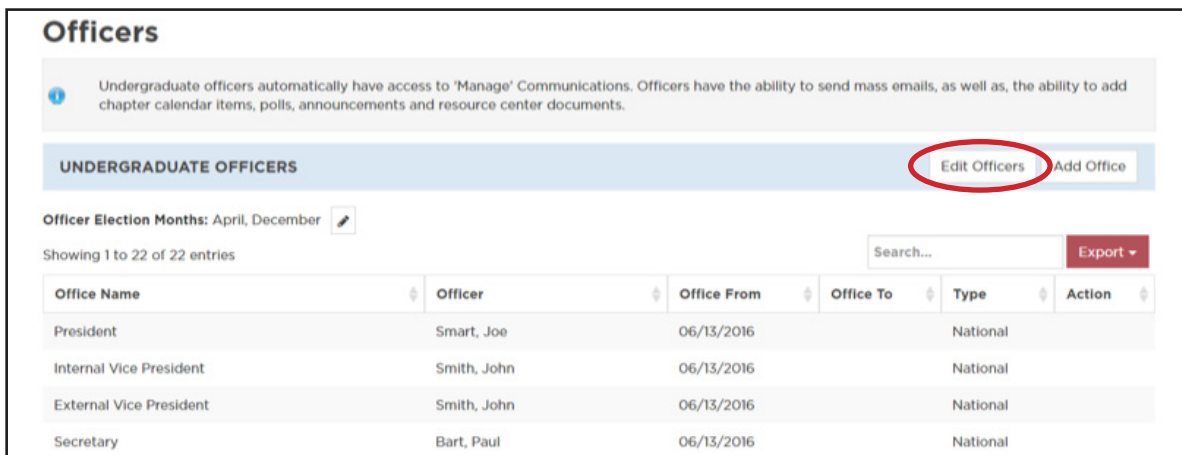 Officers
Undergraduate officers automatically have access to 'Manage' Communications. Officers have the ability to send mass emails, as well as, the ability to add
chapter calendar items, polls, announcements and resource center documents.
UNDERGRADUATE OFFICERS Edit Officers Add Office
Officer Election Months: April, December
Showing 1 to 22 of 22 entries Search... Export
Office Name Officer Office From Office To Type Action
President Smart, Joe 06/13/2016 National
Internal Vice President Smith, John 06/13/2016 National
External Vice President Smith, John 06/13/2016 National
Secretary Bart, Paul 06/13/2016 National